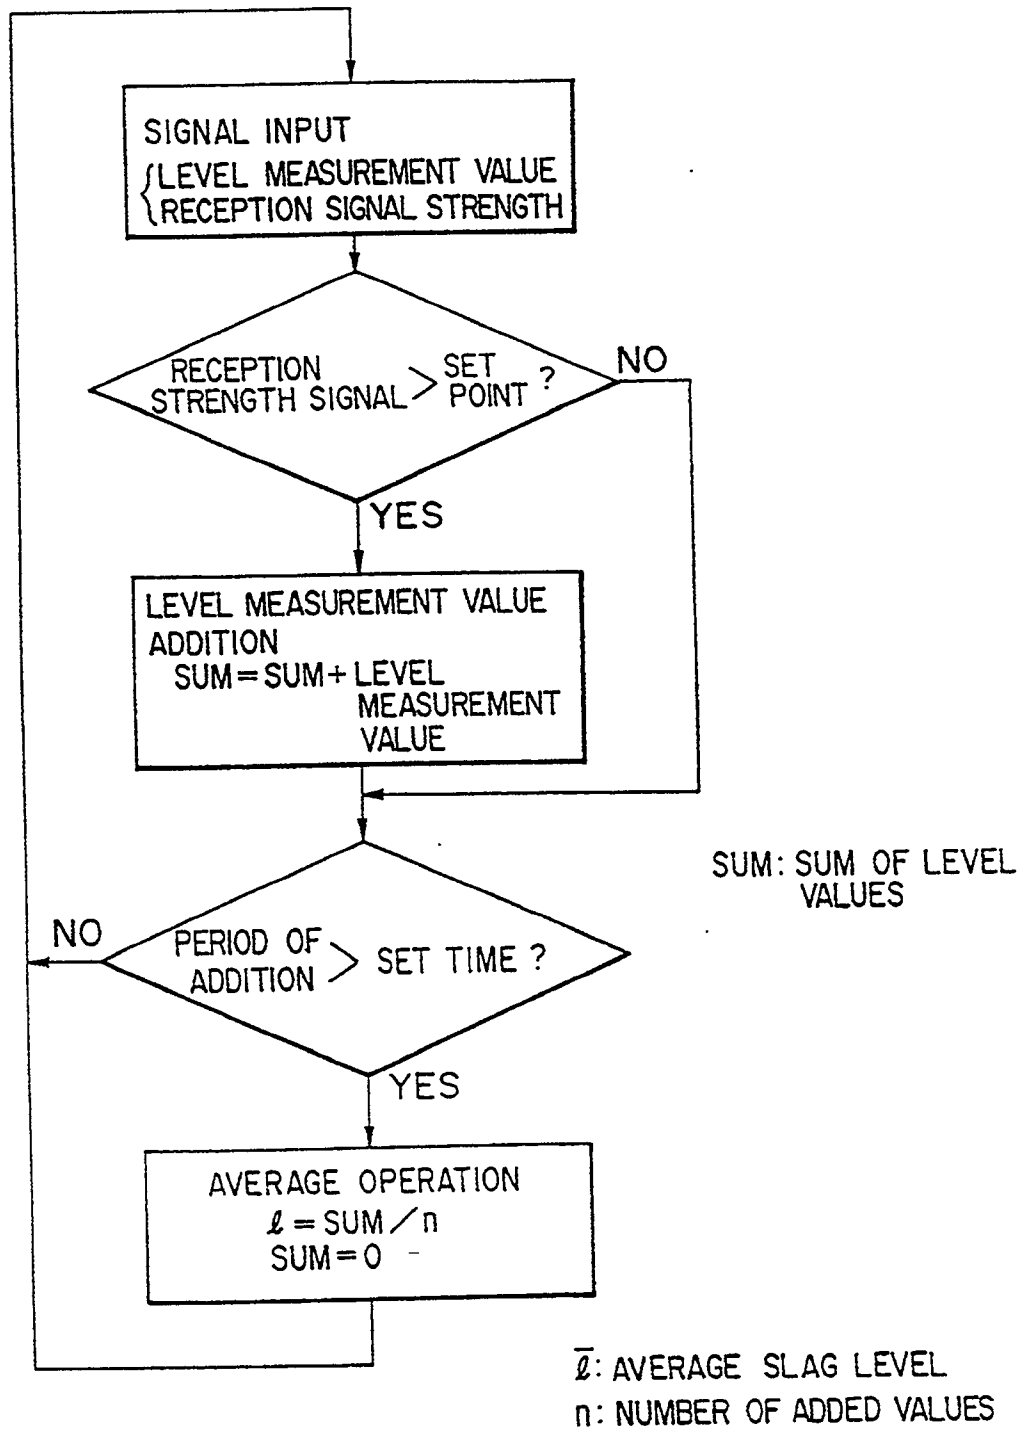 SIGNAL INPUT
{LEVEL MEASUREMENT VALUE
RECEPTION SIGNAL STRENGTH
RECEPTION
STRENGTH SIGNAL > SET
POINT ?
NO
YES
LEVEL MEASUREMENT VALUE
ADDITION
SUM=SUM+LEVEL
MEASUREMENT
VALUE
SUM: SUM OF LEVEL
VALUES
NO
PERIOD OF
ADDITION > SET TIME ?
YES
AVERAGE OPERATION
ℓ = SUM/n
SUM=0
ℓ̅: AVERAGE SLAG LEVEL
n: NUMBER OF ADDED VALUES